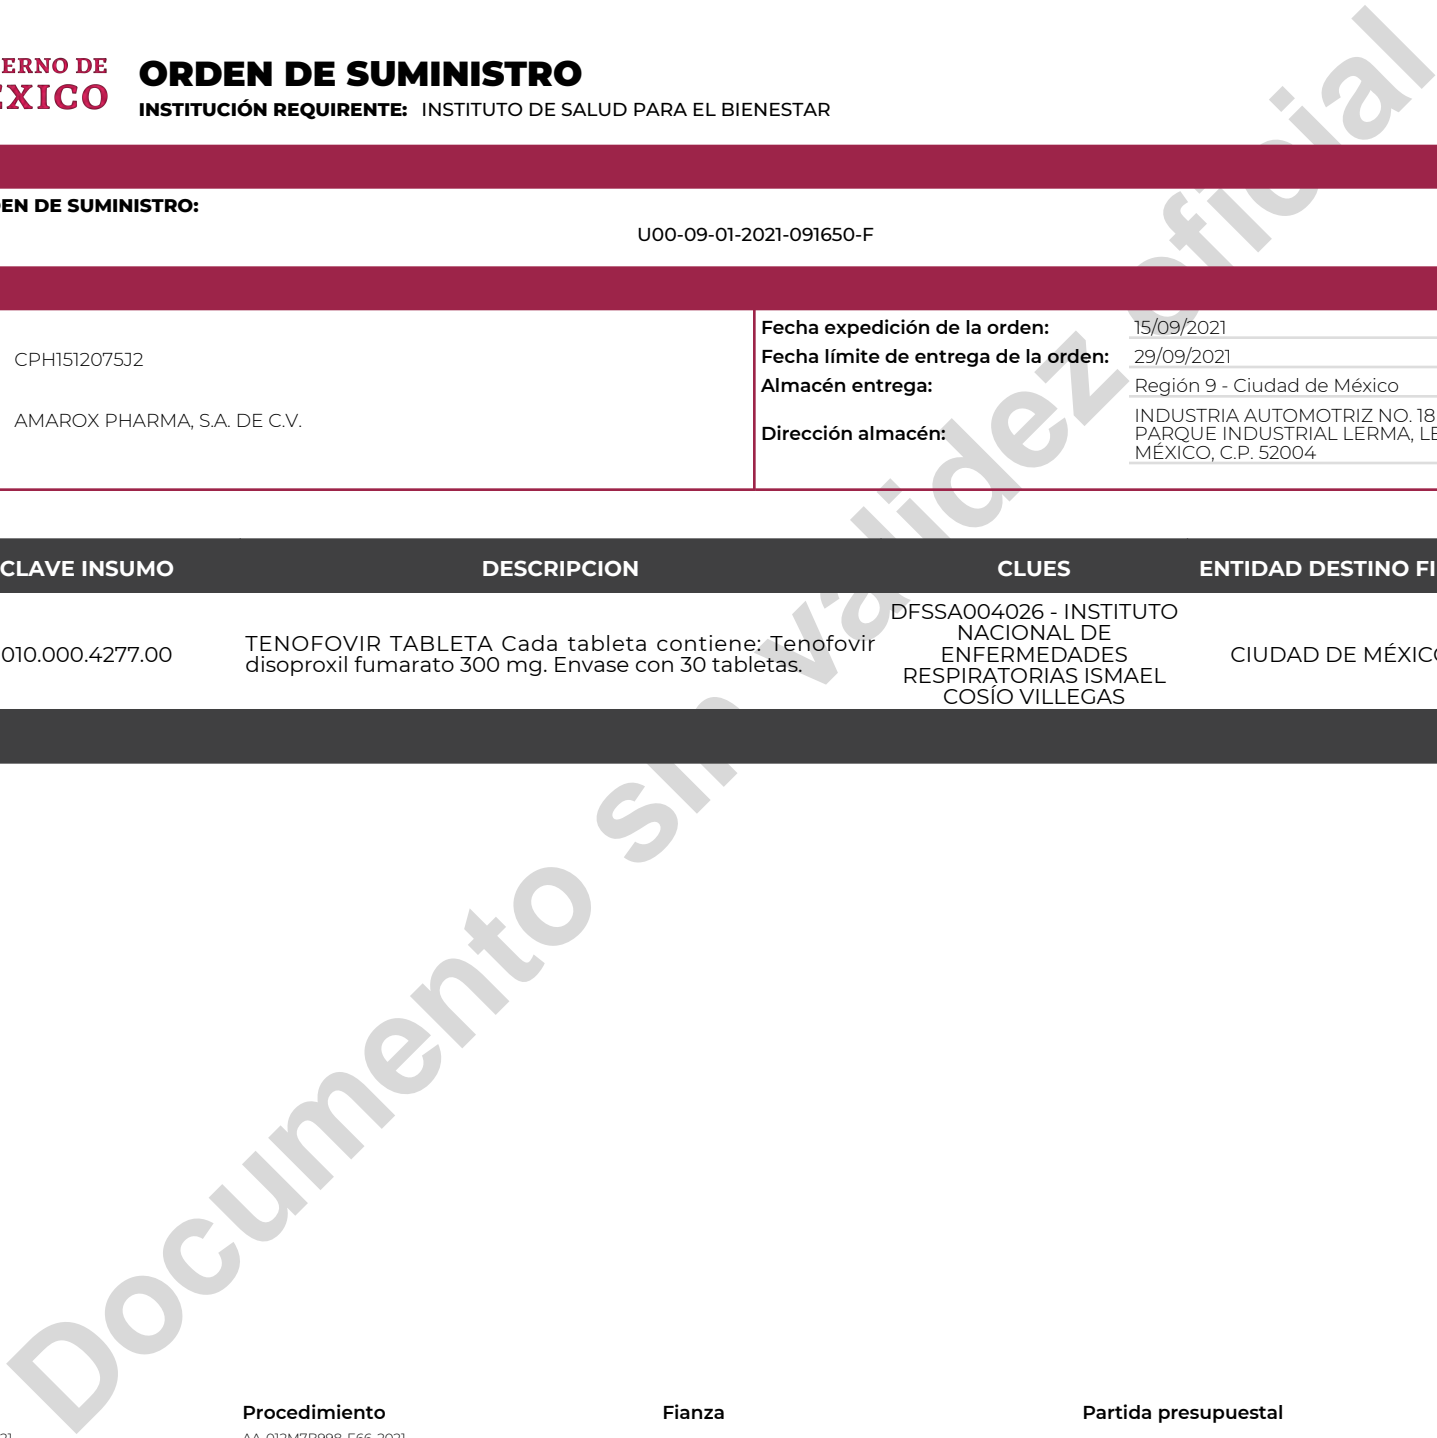 ERNO DE
ÉXICO
ORDEN DE SUMINISTRO
INSTITUCIÓN REQUIRENTE: INSTITUTO DE SALUD PARA EL BIENESTAR
EN DE SUMINISTRO:
U00-09-01-2021-091650-F
CPH1512075J2
AMAROX PHARMA, S.A. DE C.V.
Fecha expedición de la orden: 15/09/2021
Fecha límite de entrega de la orden: 29/09/2021
Almacén entrega: Región 9 - Ciudad de México
Dirección almacén: INDUSTRIA AUTOMOTRIZ NO. 18
PARQUE INDUSTRIAL LERMA, LE
MÉXICO, C.P. 52004
CLAVE INSUMO DESCRIPCION CLUES ENTIDAD DESTINO FI
010.000.4277.00
TENOFOVIR TABLETA Cada tableta contiene: Tenofovir
disoproxil fumarato 300 mg. Envase con 30 tabletas.
DFSSA004026 - INSTITUTO
NACIONAL DE
ENFERMEDADES
RESPIRATORIAS ISMAEL
COSÍO VILLEGAS
CIUDAD DE MÉXICO
Documento sin validez oficial
Procedimiento Fianza Partida presupuestal